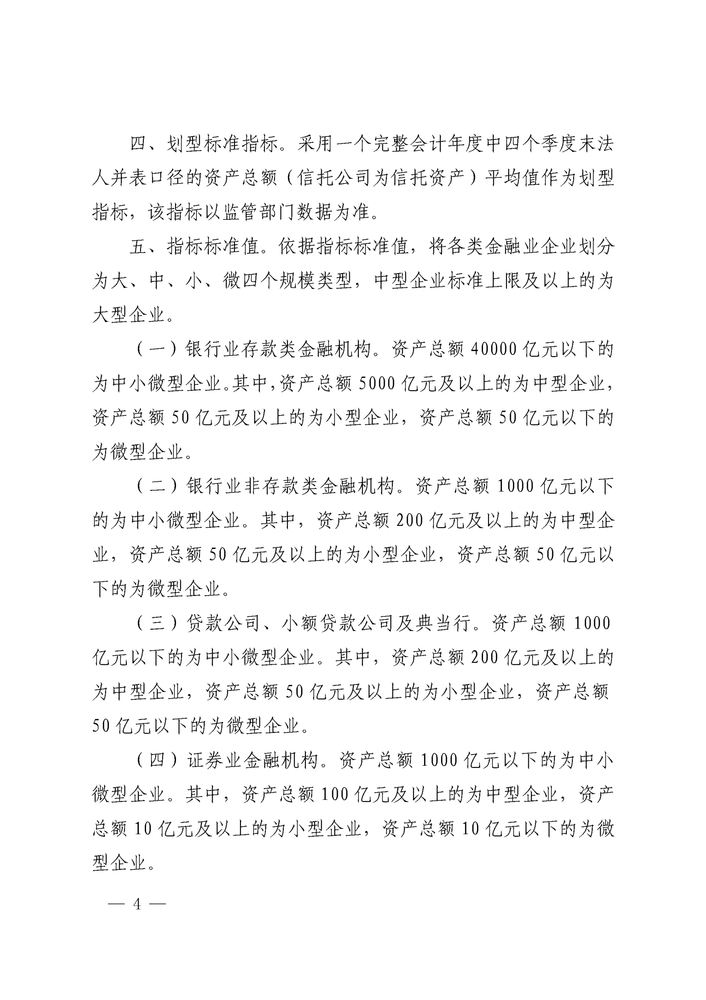 四、划型标准指标。采用一个完整会计年度中四个季度末法
人并表口径的资产总额（信托公司为信托资产）平均值作为划型
指标，该指标以监管部门数据为准。
五、指标标准值。依据指标标准值，将各类金融业企业划分
为大、中、小、微四个规模类型，中型企业标准上限及以上的为
大型企业。
（一）银行业存款类金融机构。资产总额 40000 亿元以下的
为中小微型企业。其中，资产总额 5000 亿元及以上的为中型企业，
资产总额 50 亿元及以上的为小型企业，资产总额 50 亿元以下的
为微型企业。
（二）银行业非存款类金融机构。资产总额 1000 亿元以下
的为中小微型企业。其中，资产总额 200 亿元及以上的为中型企
业，资产总额 50 亿元及以上的为小型企业，资产总额 50 亿元以
下的为微型企业。
（三）贷款公司、小额贷款公司及典当行。资产总额 1000
亿元以下的为中小微型企业。其中，资产总额 200 亿元及以上的
为中型企业，资产总额 50 亿元及以上的为小型企业，资产总额
50 亿元以下的为微型企业。
（四）证券业金融机构。资产总额 1000 亿元以下的为中小
微型企业。其中，资产总额 100 亿元及以上的为中型企业，资产
总额 10 亿元及以上的为小型企业，资产总额 10 亿元以下的为微
型企业。
— 4 —